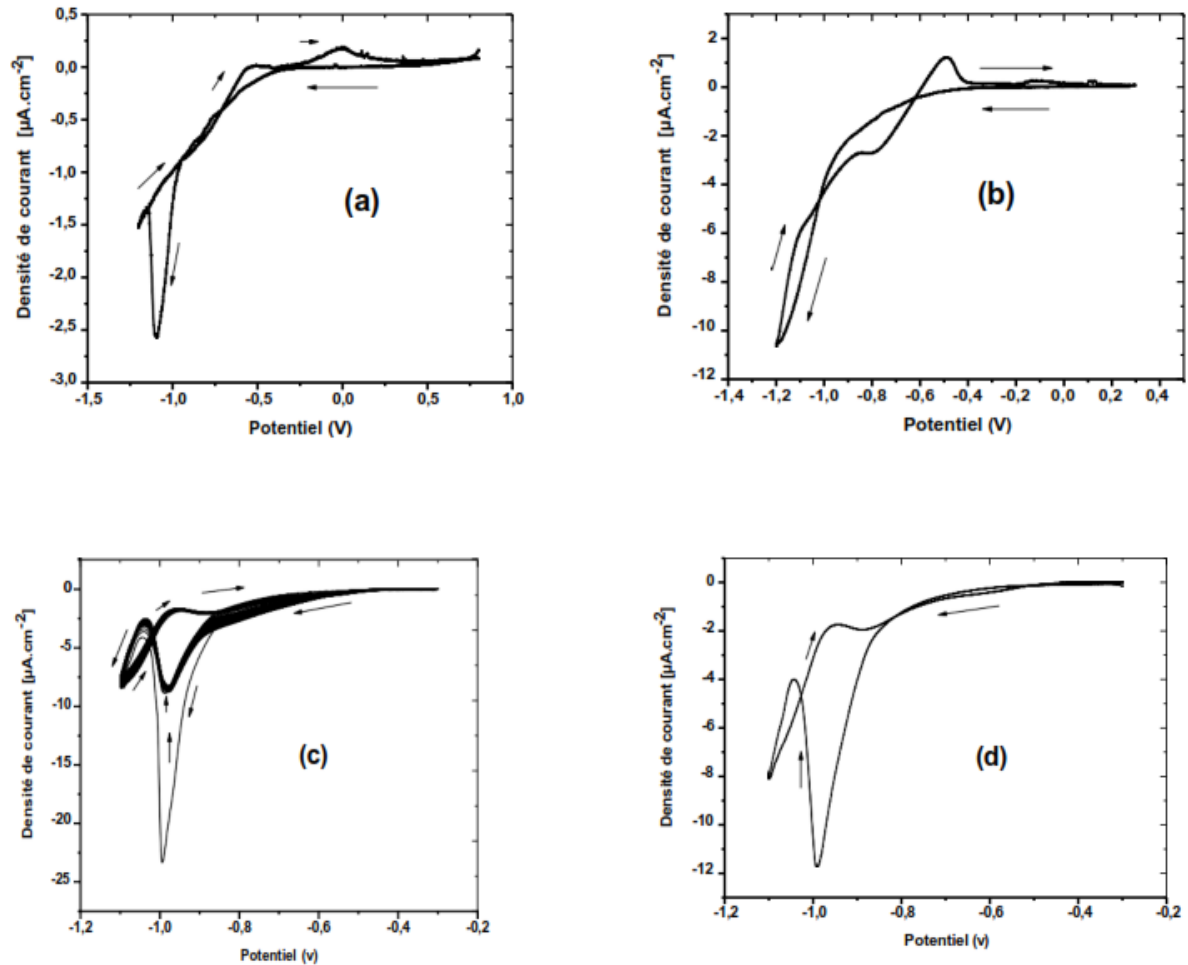 0,5
0,0
-0,5
-1,0
-1,5
-2,0
-2,5
-3,0
Densité de courant [µA.cm-2]
(a)
-1,5 -1,0 -0,5 0,0 0,5 1,0
Potentiel (V)
2
0
-2
-4
-6
-8
-10
-12
Densité de courant [µA.cm-2]
(b)
-1,4 -1,2 -1,0 -0,8 -0,6 -0,4 -0,2 0,0 0,2 0,4
Potentiel (V)
0
-5
-10
-15
-20
-25
Densité de courant [µA.cm-2]
(c)
-1,2 -1,0 -0,8 -0,6 -0,4 -0,2
Potentiel (v)
0
-2
-4
-6
-8
-10
-12
Densité de courant [µA.cm-2]
(d)
-1,2 -1,0 -0,8 -0,6 -0,4 -0,2
Potentiel (v)